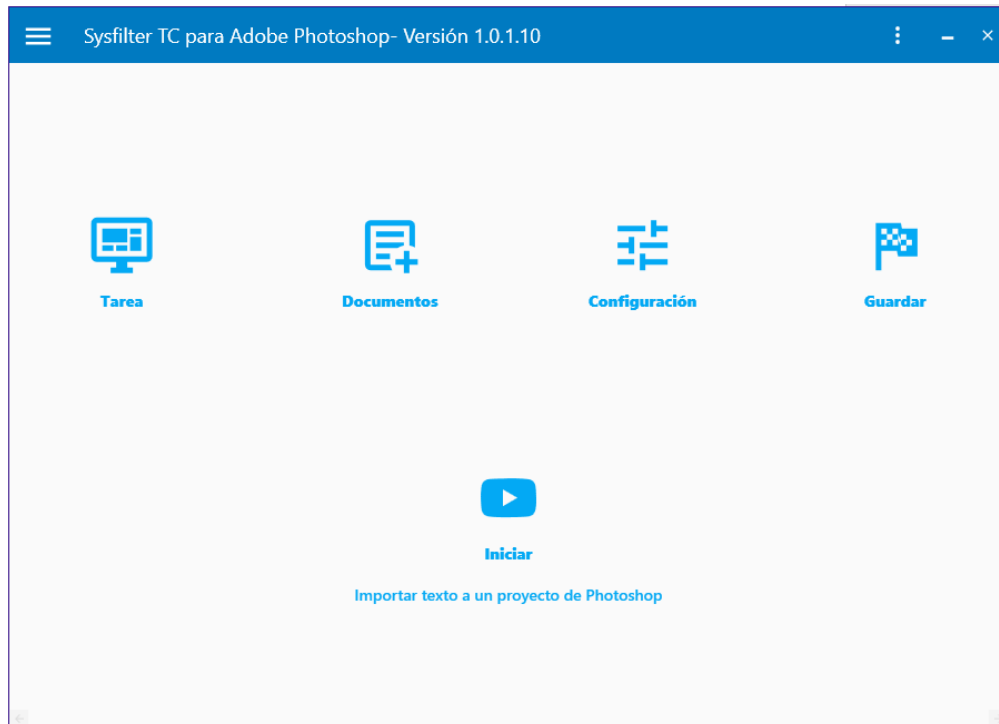 Sysfilter TC para Adobe Photoshop- Versión 1.0.1.10
Tarea
Documentos
Configuración
Guardar
Iniciar
Importar texto a un proyecto de Photoshop